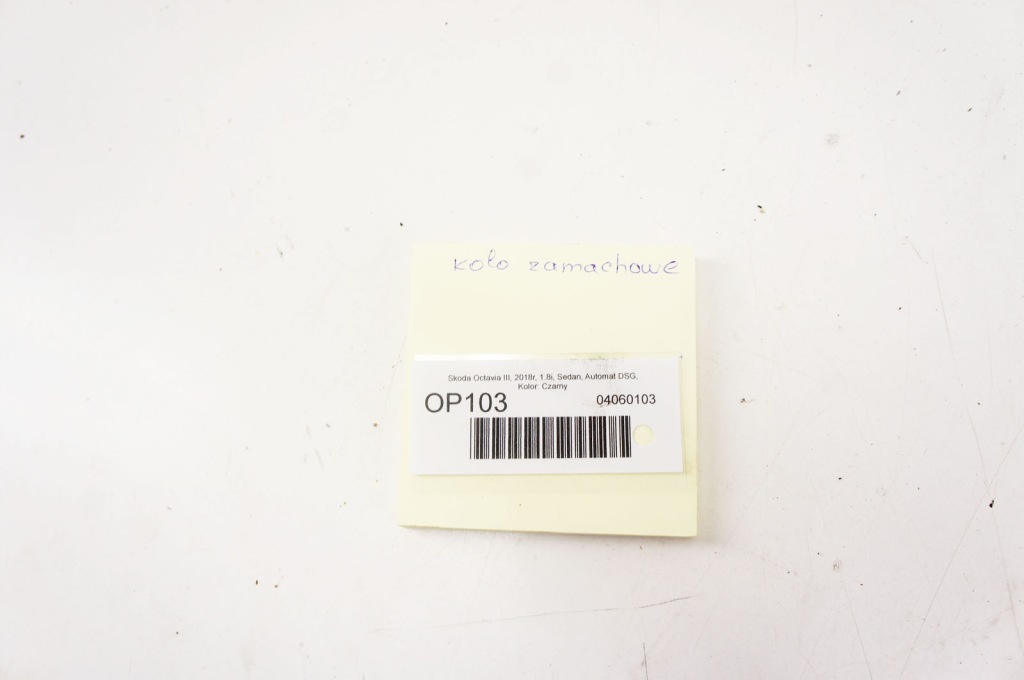 koło zamachowe
Skoda Octavia III, 2018r, 1.8i, Sedan, Automat DSG,
Kolor: Czarny
OP103 04060103